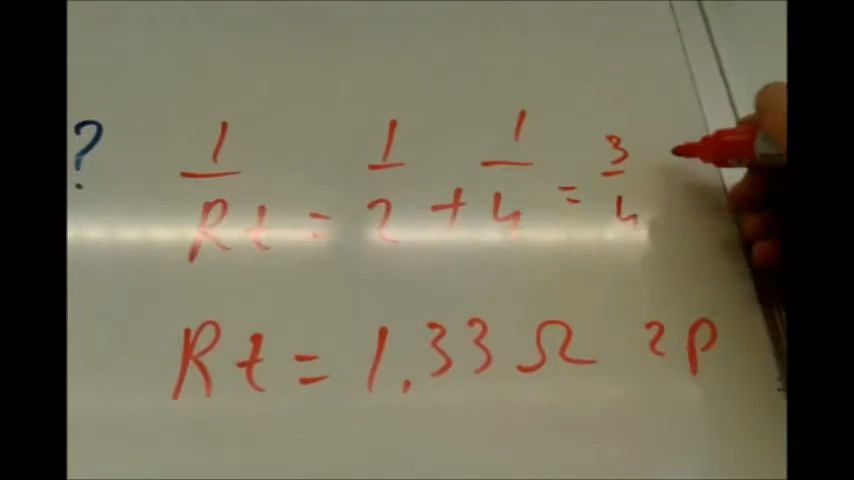 ? 1/Rt = 1/2 + 1/4 = 3/4
Rt = 1.33 Ω 2P